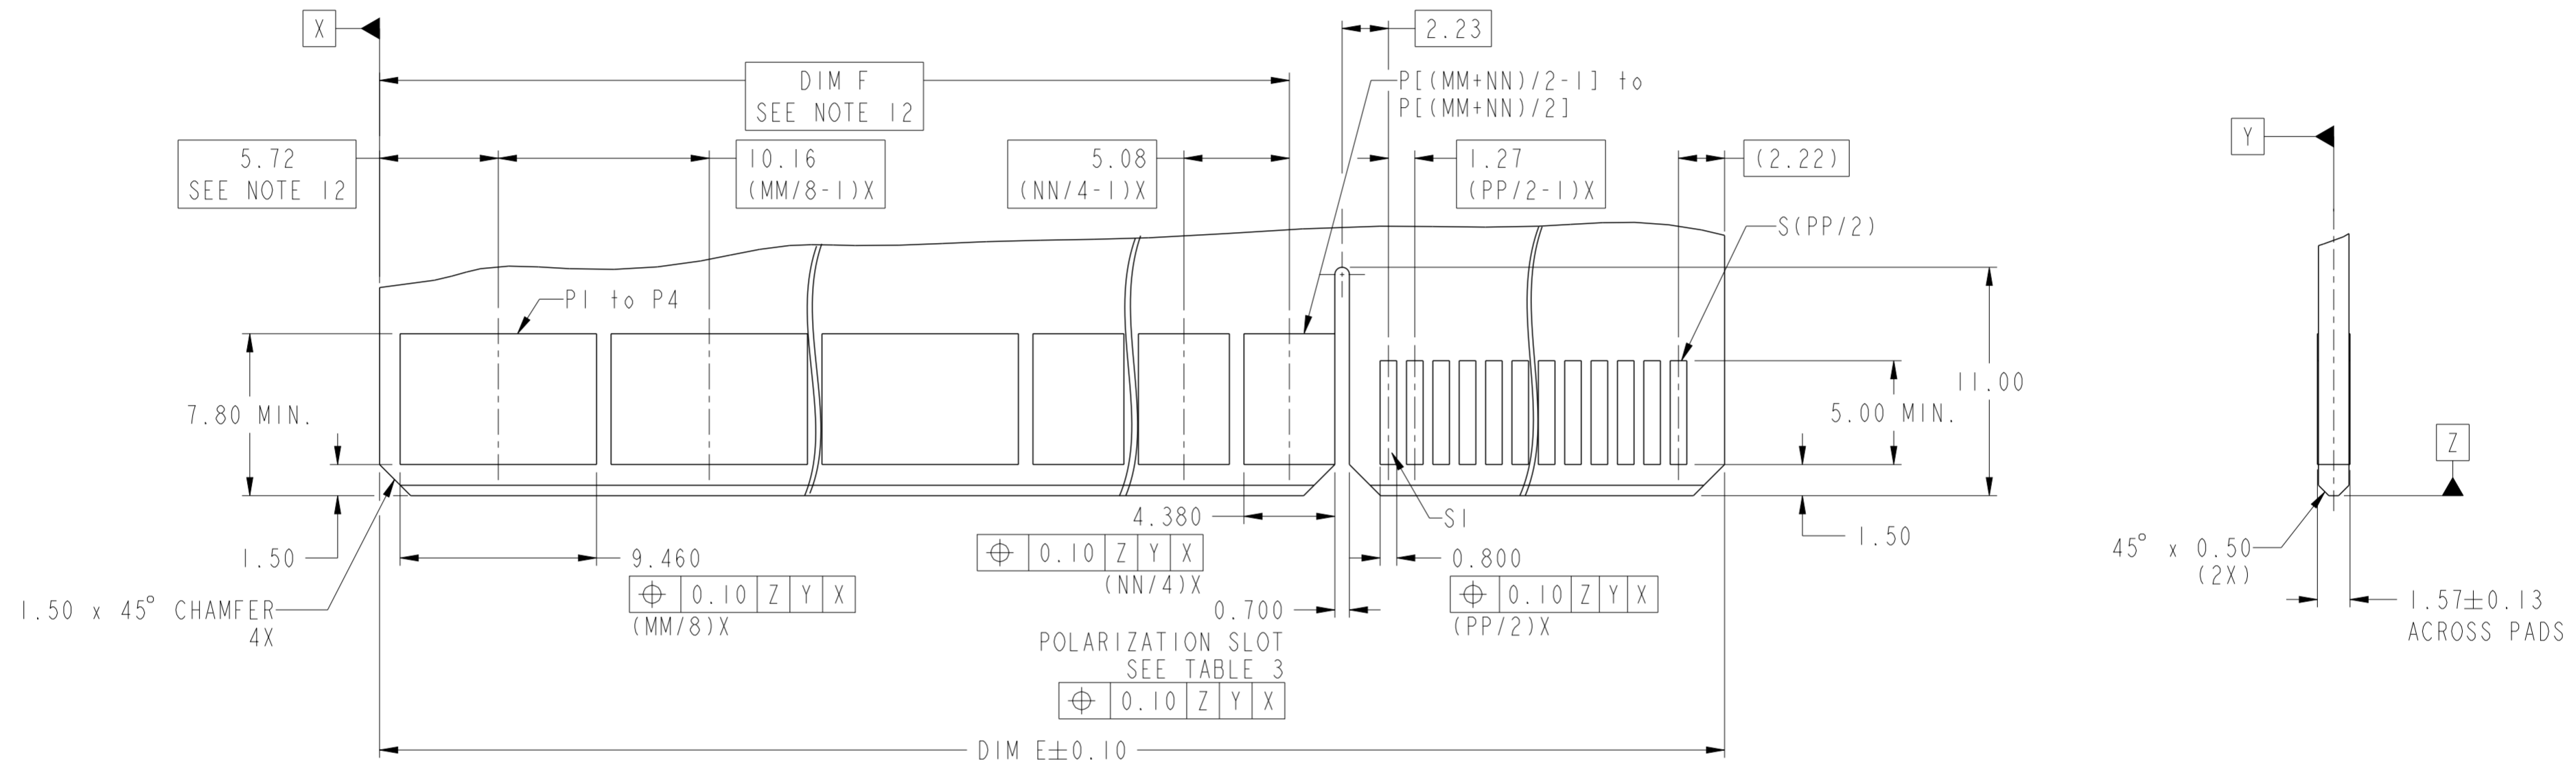 X
2.23
DIM F
SEE NOTE 12
P[(MM+NN)/2-1] to
P[(MM+NN)/2]
5.72
SEE NOTE 12
10.16
(MM/8-1)X
5.08
(NN/4-1)X
1.27
(PP/2-1)X
(2.22)
Y
S(PP/2)
P1 to P4
7.80 MIN.
11.00
5.00 MIN.
Z
1.50
9.460
0.10 Z Y X
(MM/8)X
4.380
0.10 Z Y X
(NN/4)X
S1
0.800
0.10 Z Y X
(PP/2)X
1.50
45° x 0.50
(2X)
1.57±0.13
ACROSS PADS
1.50 x 45° CHAMFER
4X
0.700
POLARIZATION SLOT
SEE TABLE 3
0.10 Z Y X
DIM E±0.10